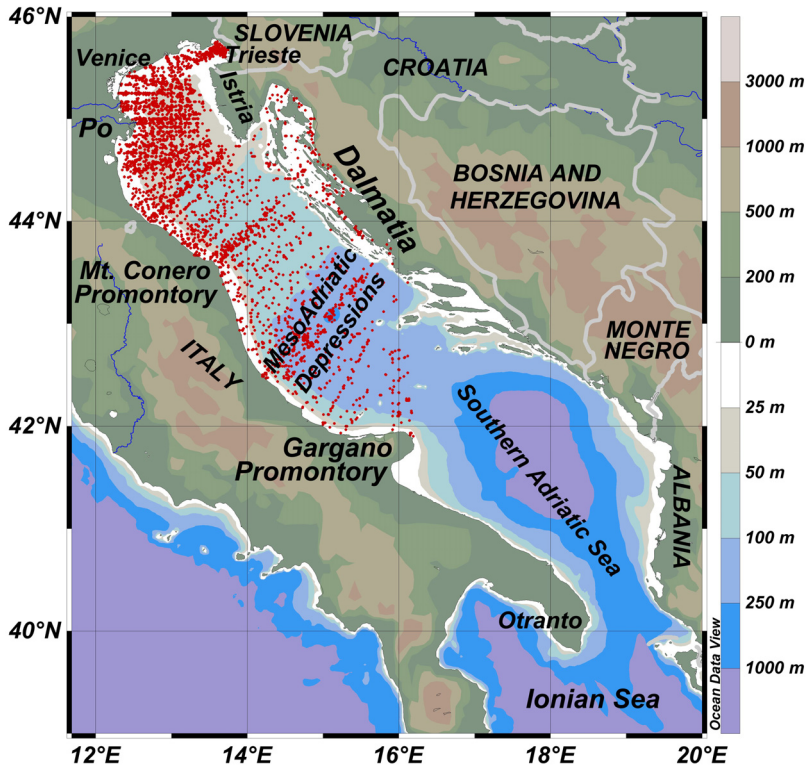 46°N
44°N
42°N
40°N
12°E
14°E
16°E
18°E
20°E
SLOVENIA
Venice
Trieste
CROATIA
Istria
Po
Dalmatia
BOSNIA AND
HERZEGOVINA
Mt. Conero
Promontory
MesoAdriatic
Depressions
MONTE
NEGRO
ITALY
Gargano
Promontory
Southern Adriatic Sea
ALBANIA
Otranto
Ionian Sea
Ocean Data View
3000 m
1000 m
500 m
200 m
0 m
25 m
50 m
100 m
250 m
1000 m